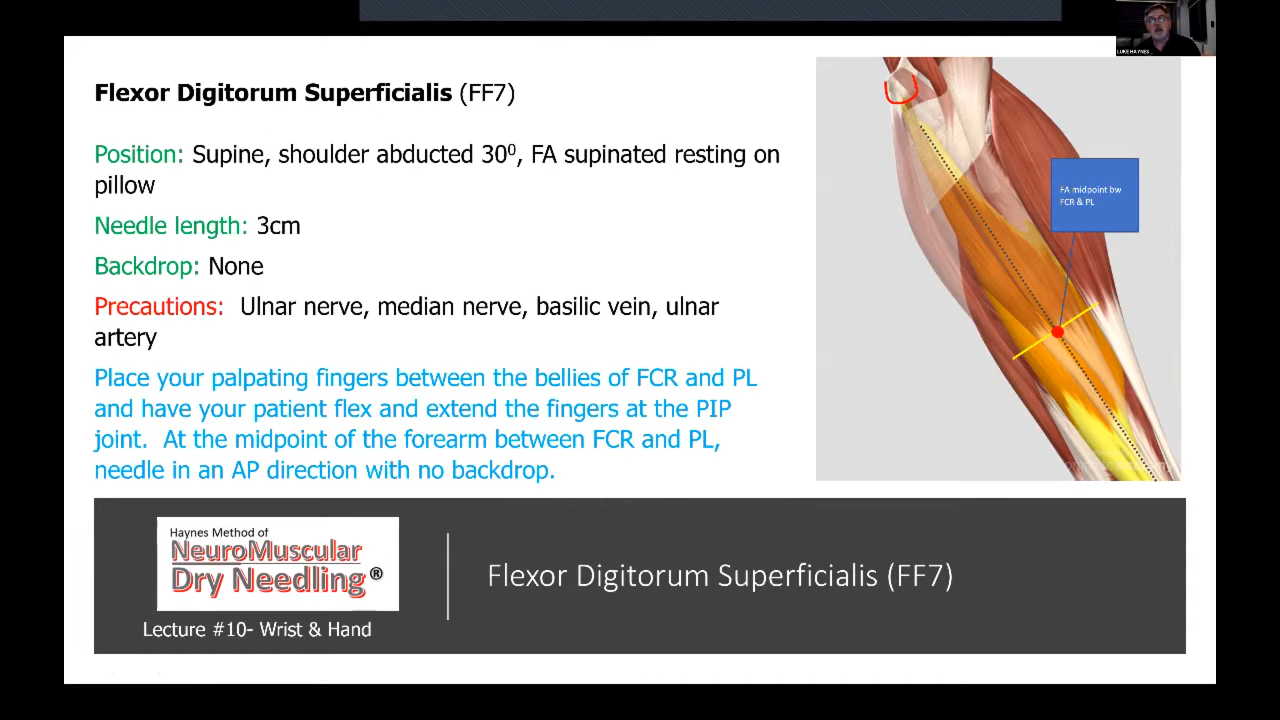 LUKE HAYNES
Flexor Digitorum Superficialis (FF7)
Position: Supine, shoulder abducted 30⁰, FA supinated resting on
pillow
Needle length: 3cm
Backdrop: None
Precautions: Ulnar nerve, median nerve, basilic vein, ulnar
artery
Place your palpating fingers between the bellies of FCR and PL
and have your patient flex and extend the fingers at the PIP
joint. At the midpoint of the forearm between FCR and PL,
needle in an AP direction with no backdrop.
FA midpoint bw
FCR & PL
Haynes Method of
NeuroMuscular
Dry Needling®
Lecture #10- Wrist & Hand
Flexor Digitorum Superficialis (FF7)